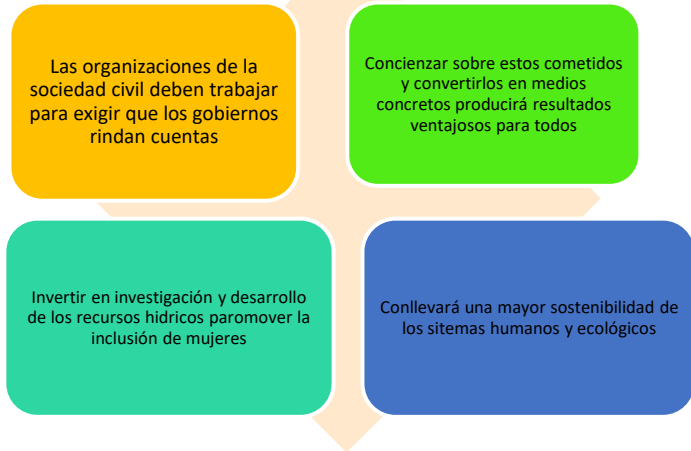 Las organizaciones de la
sociedad civil deben trabajar
para exigir que los gobiernos
rindan cuentas
Concienzar sobre estos cometidos
y convertirlos en medios
concretos producirá resultados
ventajosos para todos
Invertir en investigación y desarrollo
de los recursos hidricos paromover la
inclusión de mujeres
Conllevará una mayor sostenibilidad de
los sitemas humanos y ecológicos